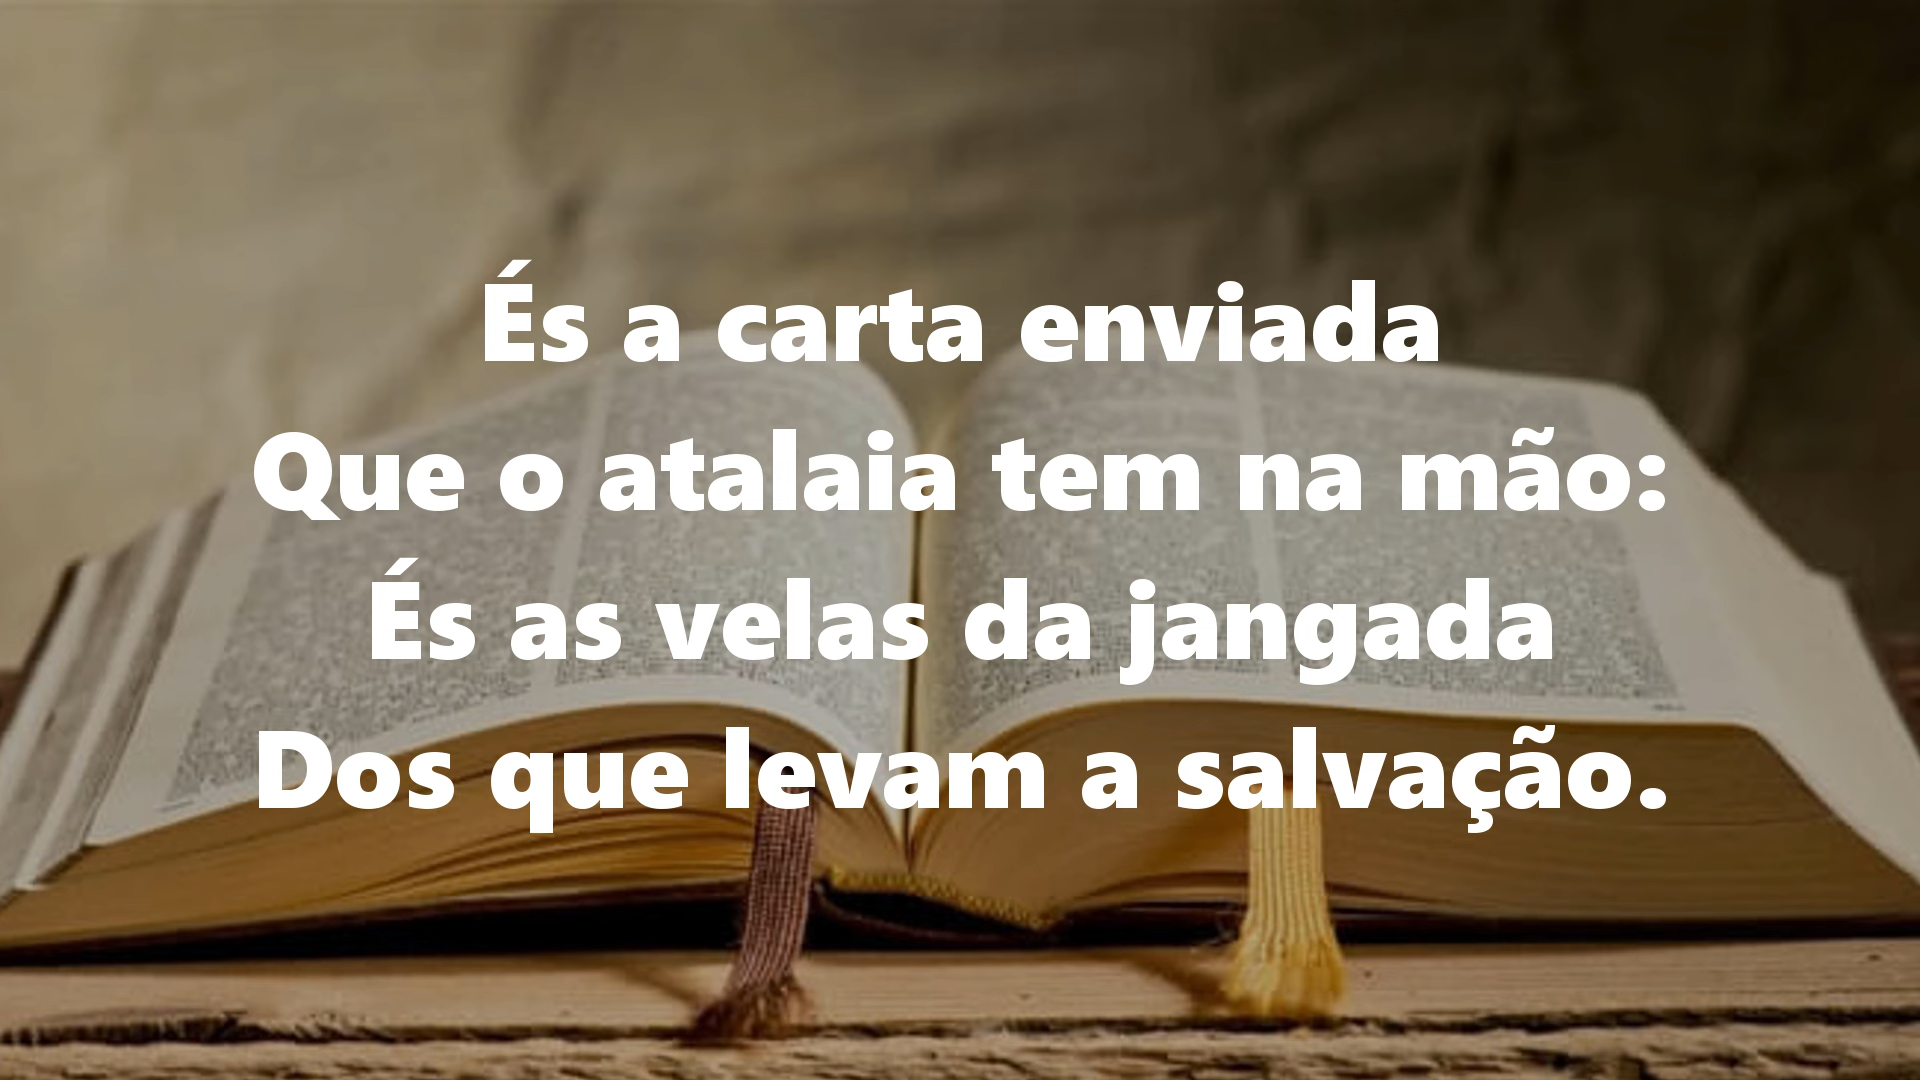 És a carta enviada
Que o atalaia tem na mão:
És as velas da jangada
Dos que levam a salvação.